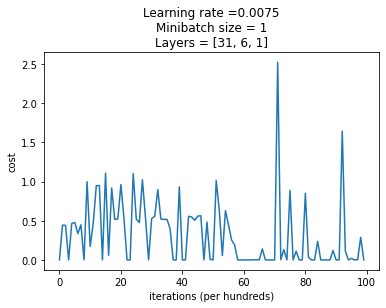 Learning rate =0.0075
Minibatch size = 1
Layers = [31, 6, 1]
cost
2.5
2.0
1.5
1.0
0.5
0.0
0 20 40 60 80 100
iterations (per hundreds)